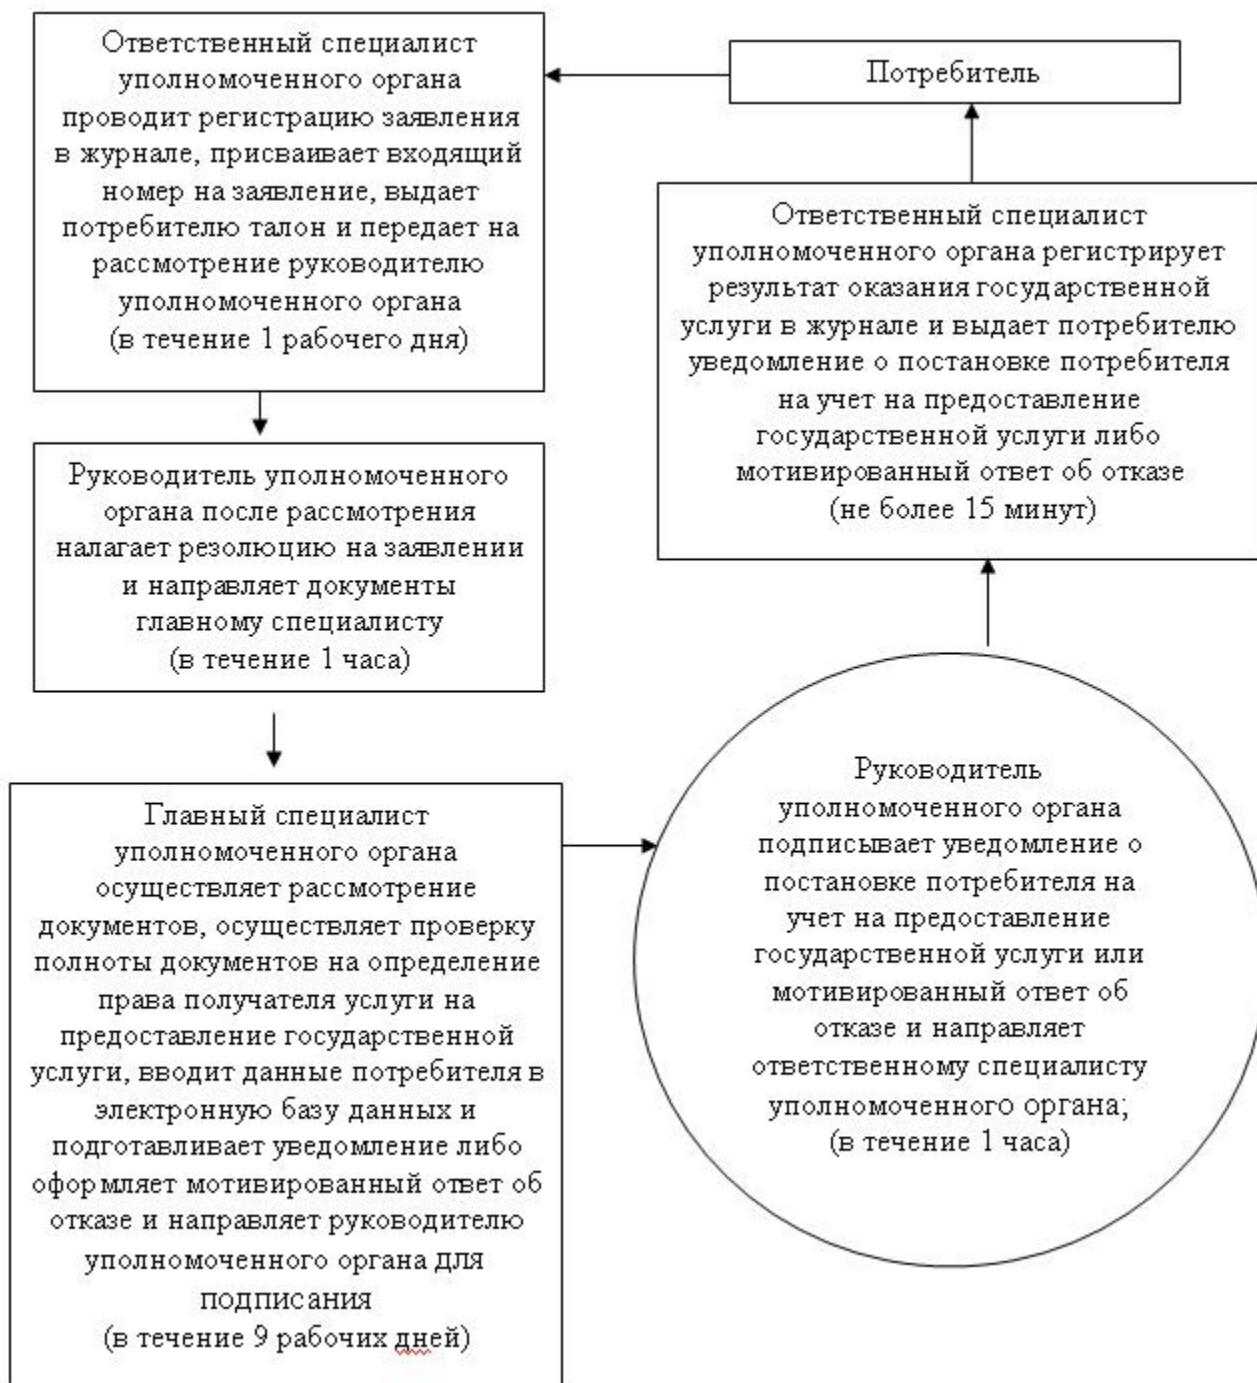 Ответственный специалист
уполномоченного органа
проводит регистрацию заявления
в журнале, присваивает входящий
номер на заявление, выдает
потребителю талон и передает на
рассмотрение руководителю
уполномоченного органа
(в течение 1 рабочего дня)
Потребитель
Ответственный специалист
уполномоченного органа регистрирует
результат оказания государственной
услуги в журнале и выдает потребителю
уведомление о постановке потребителя
на учет на предоставление
государственной услуги либо
мотивированный ответ об отказе
(не более 15 минут)
Руководитель уполномоченного
органа после рассмотрения
налагает резолюцию на заявлении
и направляет документы
главному специалисту
(в течение 1 часа)
Главный специалист
уполномоченного органа
осуществляет рассмотрение
документов, осуществляет проверку
полноты документов на определение
права получателя услуги на
предоставление государственной
услуги, вводит данные потребителя в
электронную базу данных и
подготавливает уведомление либо
оформляет мотивированный ответ об
отказе и направляет руководителю
уполномоченного органа для
подписания
(в течение 9 рабочих дней)
Руководитель
уполномоченного органа
подписывает уведомление о
постановке потребителя на
учет на предоставление
государственной услуги или
мотивированный ответ об
отказе и направляет
ответственному специалисту
уполномоченного органа;
(в течение 1 часа)